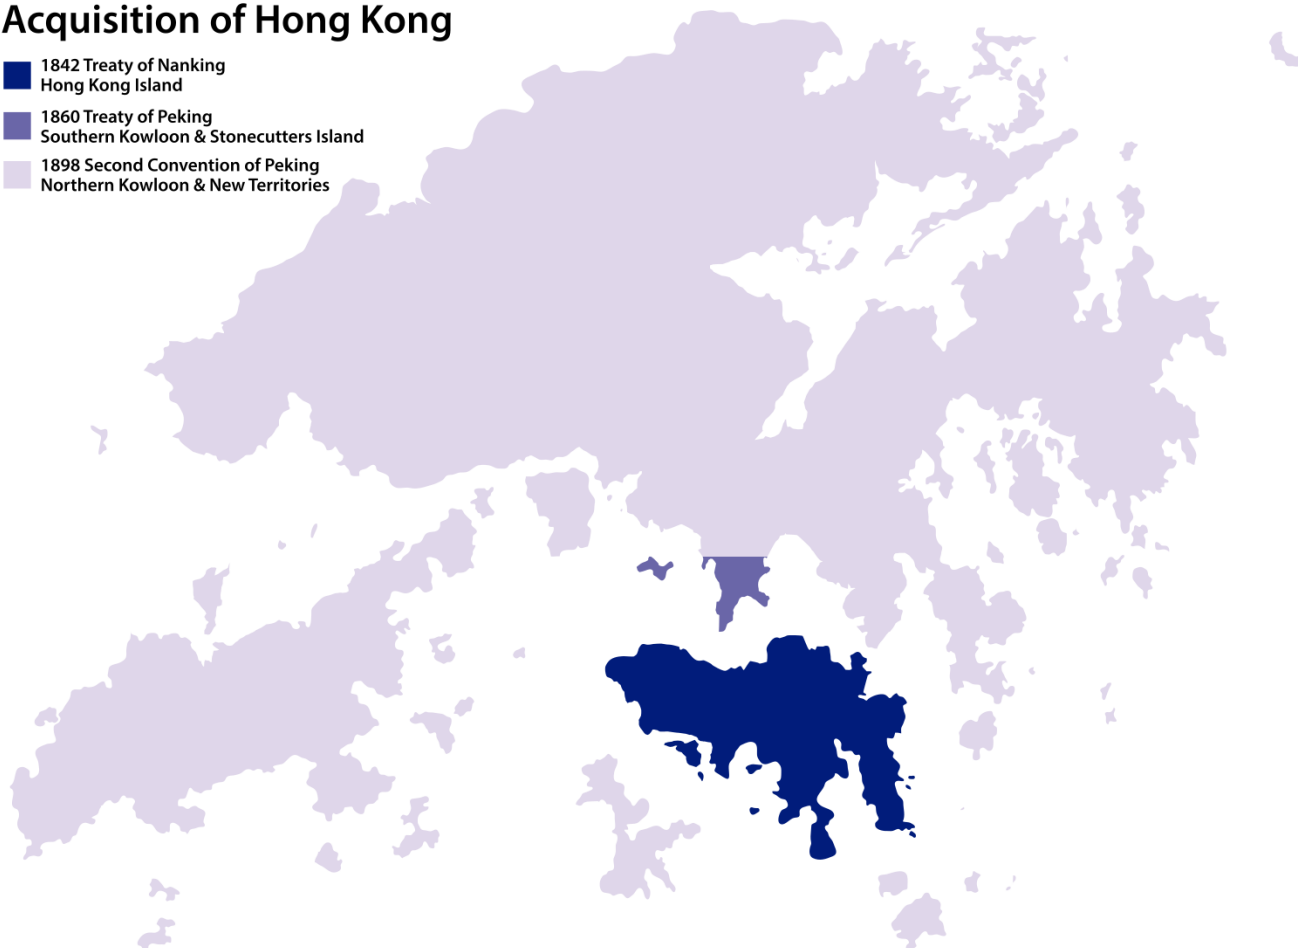 Acquisition of Hong Kong
1842 Treaty of Nanking
Hong Kong Island
1860 Treaty of Peking
Southern Kowloon & Stonecutters Island
1898 Second Convention of Peking
Northern Kowloon & New Territories